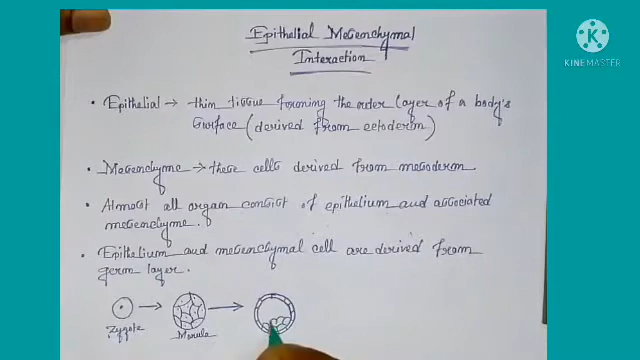 Epithelial Mesenchymal
Interaction
KINEMASTER
• Epithelial → thin tissue forming the outer layer of a body's
surface (derived from ectoderm)
• Mesenchyme → these cells derived from mesoderm
• Almost all organ consist of epithelium and associated
mesenchyme.
• Epithelium and mesenchymal cell are derived from
germ layer.
Zygote → Morula →